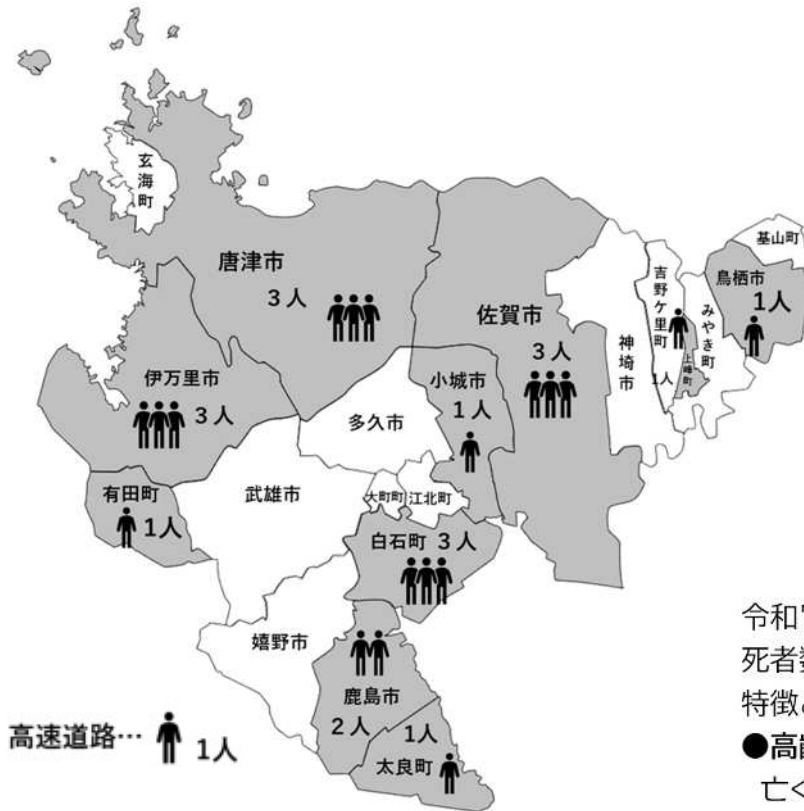 玄海町
唐津市
3人
伊万里市
3人
有田町
1人
武雄市
多久市
小城市
1人
佐賀市
3人
神埼市
吉野ケ里町
1人
上峰町
みやき町
基山町
鳥栖市
1人
大町町
江北町
白石町 3人
嬉野市
鹿島市
2人
1人
太良町
高速道路… 1人
令和
死者
特徴
●高齢
亡く